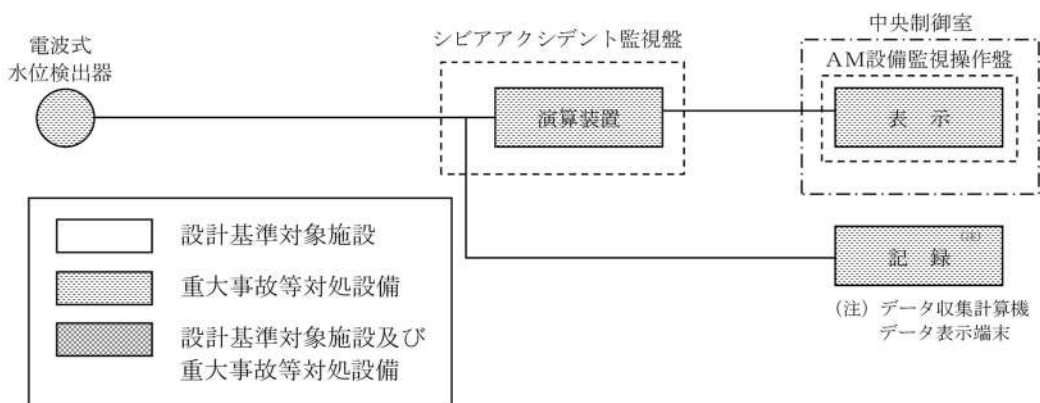 電波式
水位検出器
シビアアクシデント監視盤
演算装置
中央制御室
AM設備監視操作盤
表 示
記 録 (注)
(注) データ収集計算機
データ表示端末
設計基準対象施設
重大事故等対処設備
設計基準対象施設及び
重大事故等対処設備